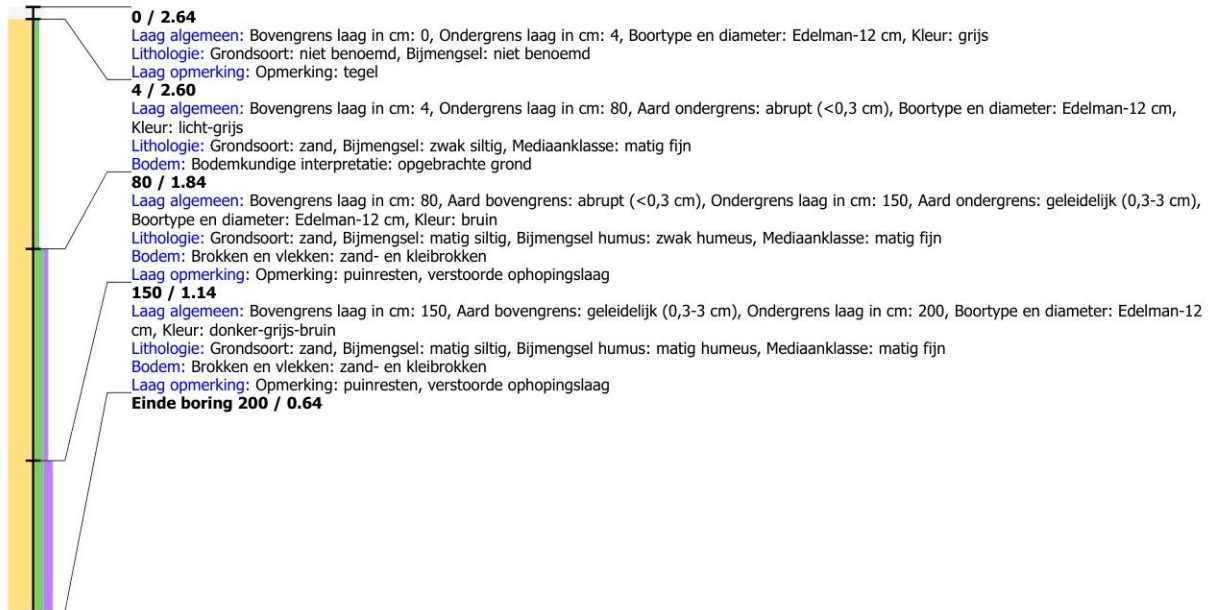 0 / 2.64
Laag algemeen: Bovengrens laag in cm: 0, Ondergrens laag in cm: 4, Boortype en diameter: Edelman-12 cm, Kleur: grijs
Lithologie: Grondsoort: niet benoemd, Bijmengsel: niet benoemd
Laag opmerking: Opmerking: tegel
4 / 2.60
Laag algemeen: Bovengrens laag in cm: 4, Ondergrens laag in cm: 80, Aard ondergrens: abrupt (<0,3 cm), Boortype en diameter: Edelman-12 cm,
Kleur: licht-grijs
Lithologie: Grondsoort: zand, Bijmengsel: zwak siltig, Mediaanklasse: matig fijn
Bodem: Bodemkundige interpretatie: opgebrachte grond
80 / 1.84
Laag algemeen: Bovengrens laag in cm: 80, Aard bovengrens: abrupt (<0,3 cm), Ondergrens laag in cm: 150, Aard ondergrens: geleidelijk (0,3-3 cm),
Boortype en diameter: Edelman-12 cm, Kleur: bruin
Lithologie: Grondsoort: zand, Bijmengsel: matig siltig, Bijmengsel humus: zwak humeus, Mediaanklasse: matig fijn
Bodem: Brokken en vlekken: zand- en kleibrokken
Laag opmerking: Opmerking: puinresten, verstoorde ophopingslaag
150 / 1.14
Laag algemeen: Bovengrens laag in cm: 150, Aard bovengrens: geleidelijk (0,3-3 cm), Ondergrens laag in cm: 200, Boortype en diameter: Edelman-12
cm, Kleur: donker-grijs-bruin
Lithologie: Grondsoort: zand, Bijmengsel: matig siltig, Bijmengsel humus: matig humeus, Mediaanklasse: matig fijn
Bodem: Brokken en vlekken: zand- en kleibrokken
Laag opmerking: Opmerking: puinresten, verstoorde ophopingslaag
Einde boring 200 / 0.64